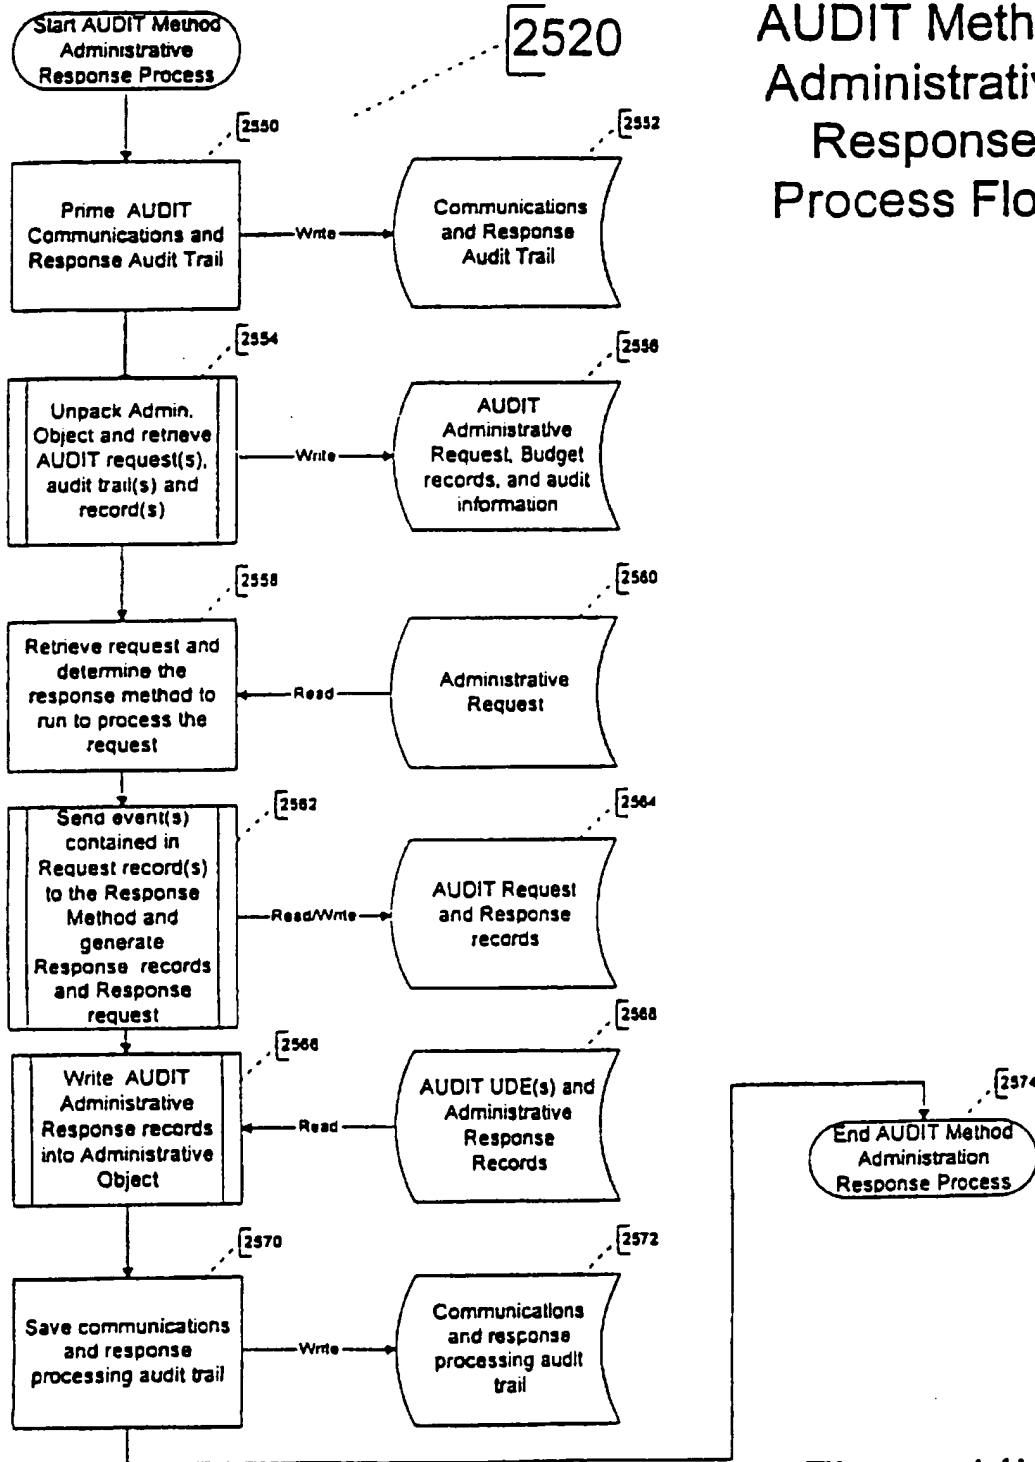 Start AUDIT Method
Administrative
Response Process
2520
AUDIT Meth
Administrativ
Response
Process Flo
2550
Prime AUDIT
Communications and
Response Audit Trail
Write
2552
Communications
and Response
Audit Trail
2554
Unpack Admin.
Object and retrieve
AUDIT request(s),
audit trail(s) and
record(s)
Write
2556
AUDIT
Administrative
Request, Budget
records, and audit
information
2558
Retrieve request and
determine the
response method to
run to process the
request
Read
2560
Administrative
Request
2562
Send event(s)
contained in
Request record(s)
to the Response
Method and
generate
Response records
and Response
request
Read/Write
2564
AUDIT Request
and Response
records
2566
Write AUDIT
Administrative
Response records
into Administrative
Object
Read
2568
AUDIT UDE(s) and
Administrative
Response
Records
2570
Save communications
and response
processing audit trail
Write
2572
Communications
and response
processing audit
trail
2574
End AUDIT Method
Administration
Response Process